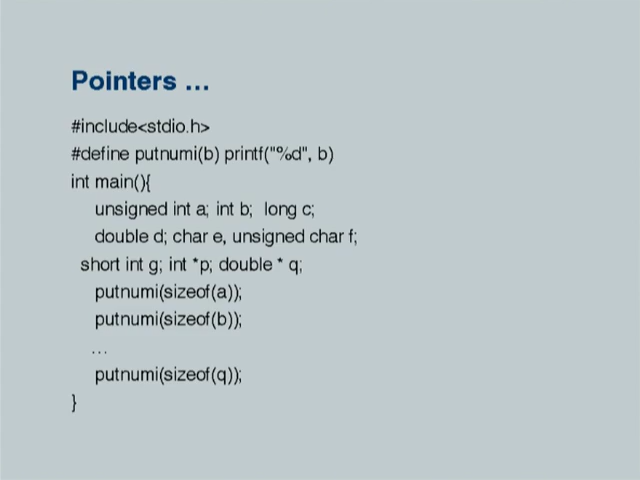 Pointers ...
#include<stdio.h>
#define putnumi(b) printf("%d", b)
int main(){
unsigned int a; int b; long c;
double d; char e, unsigned char f;
short int g; int *p; double * q;
putnumi(sizeof(a));
putnumi(sizeof(b));
...
putnumi(sizeof(q));
}